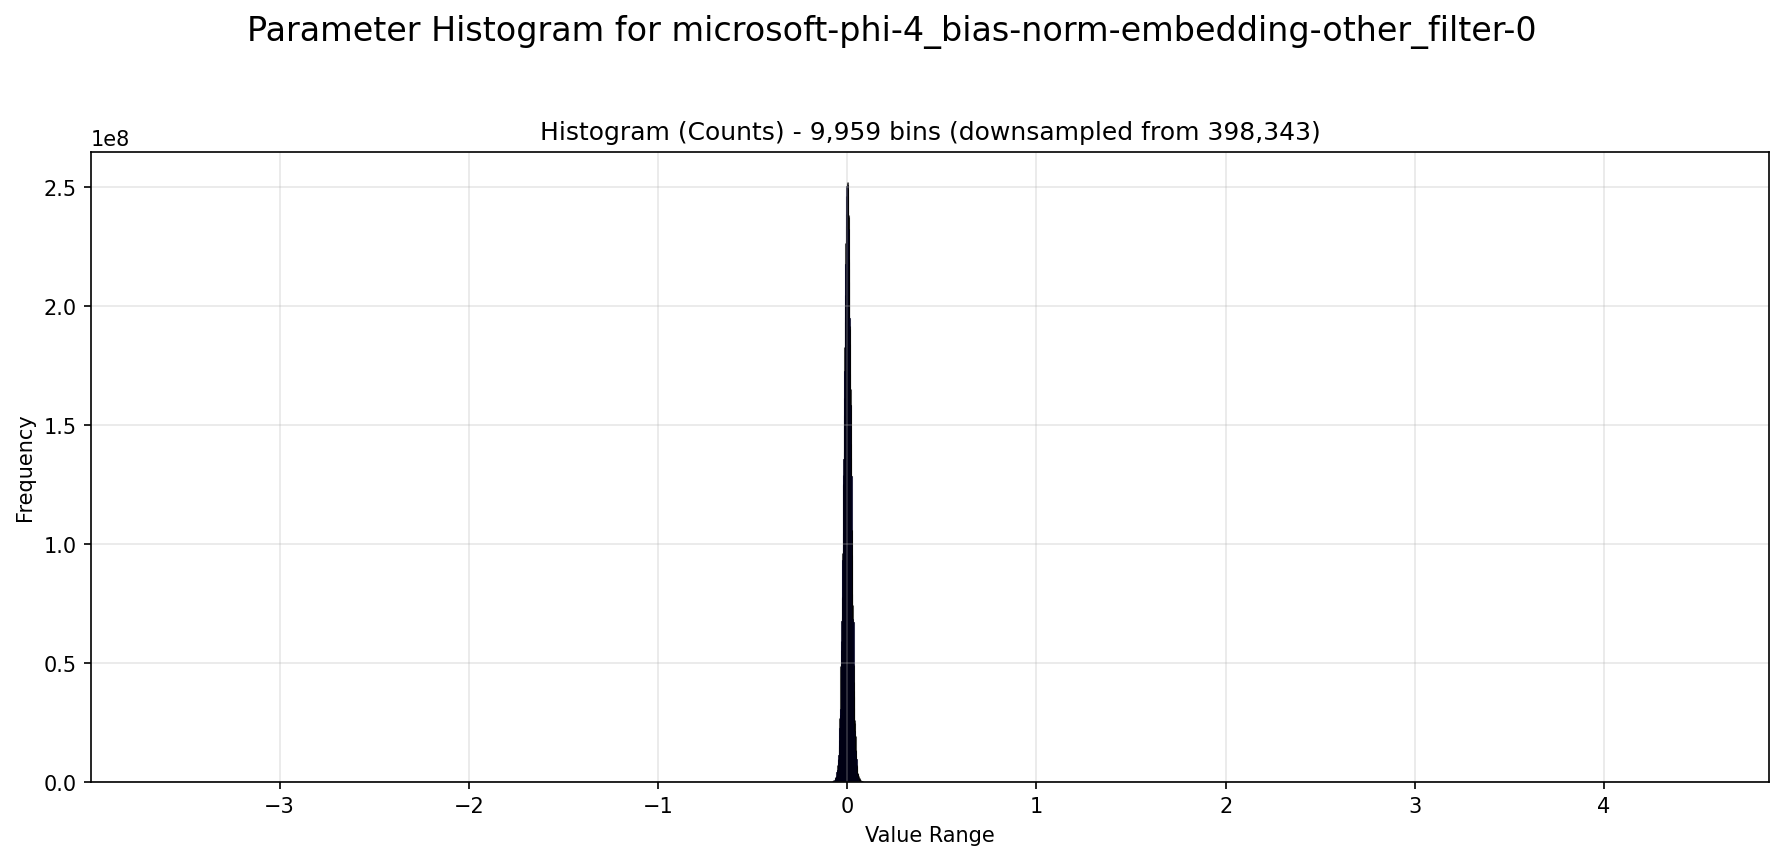 Parameter Histogram for microsoft-phi-4_bias-norm-embedding-other_filter-0
Histogram (Counts) - 9,959 bins (downsampled from 398,343)
1e8
2.5
2.0
1.5
1.0
0.5
0.0
Frequency
−3 −2 −1 0 1 2 3 4
Value Range